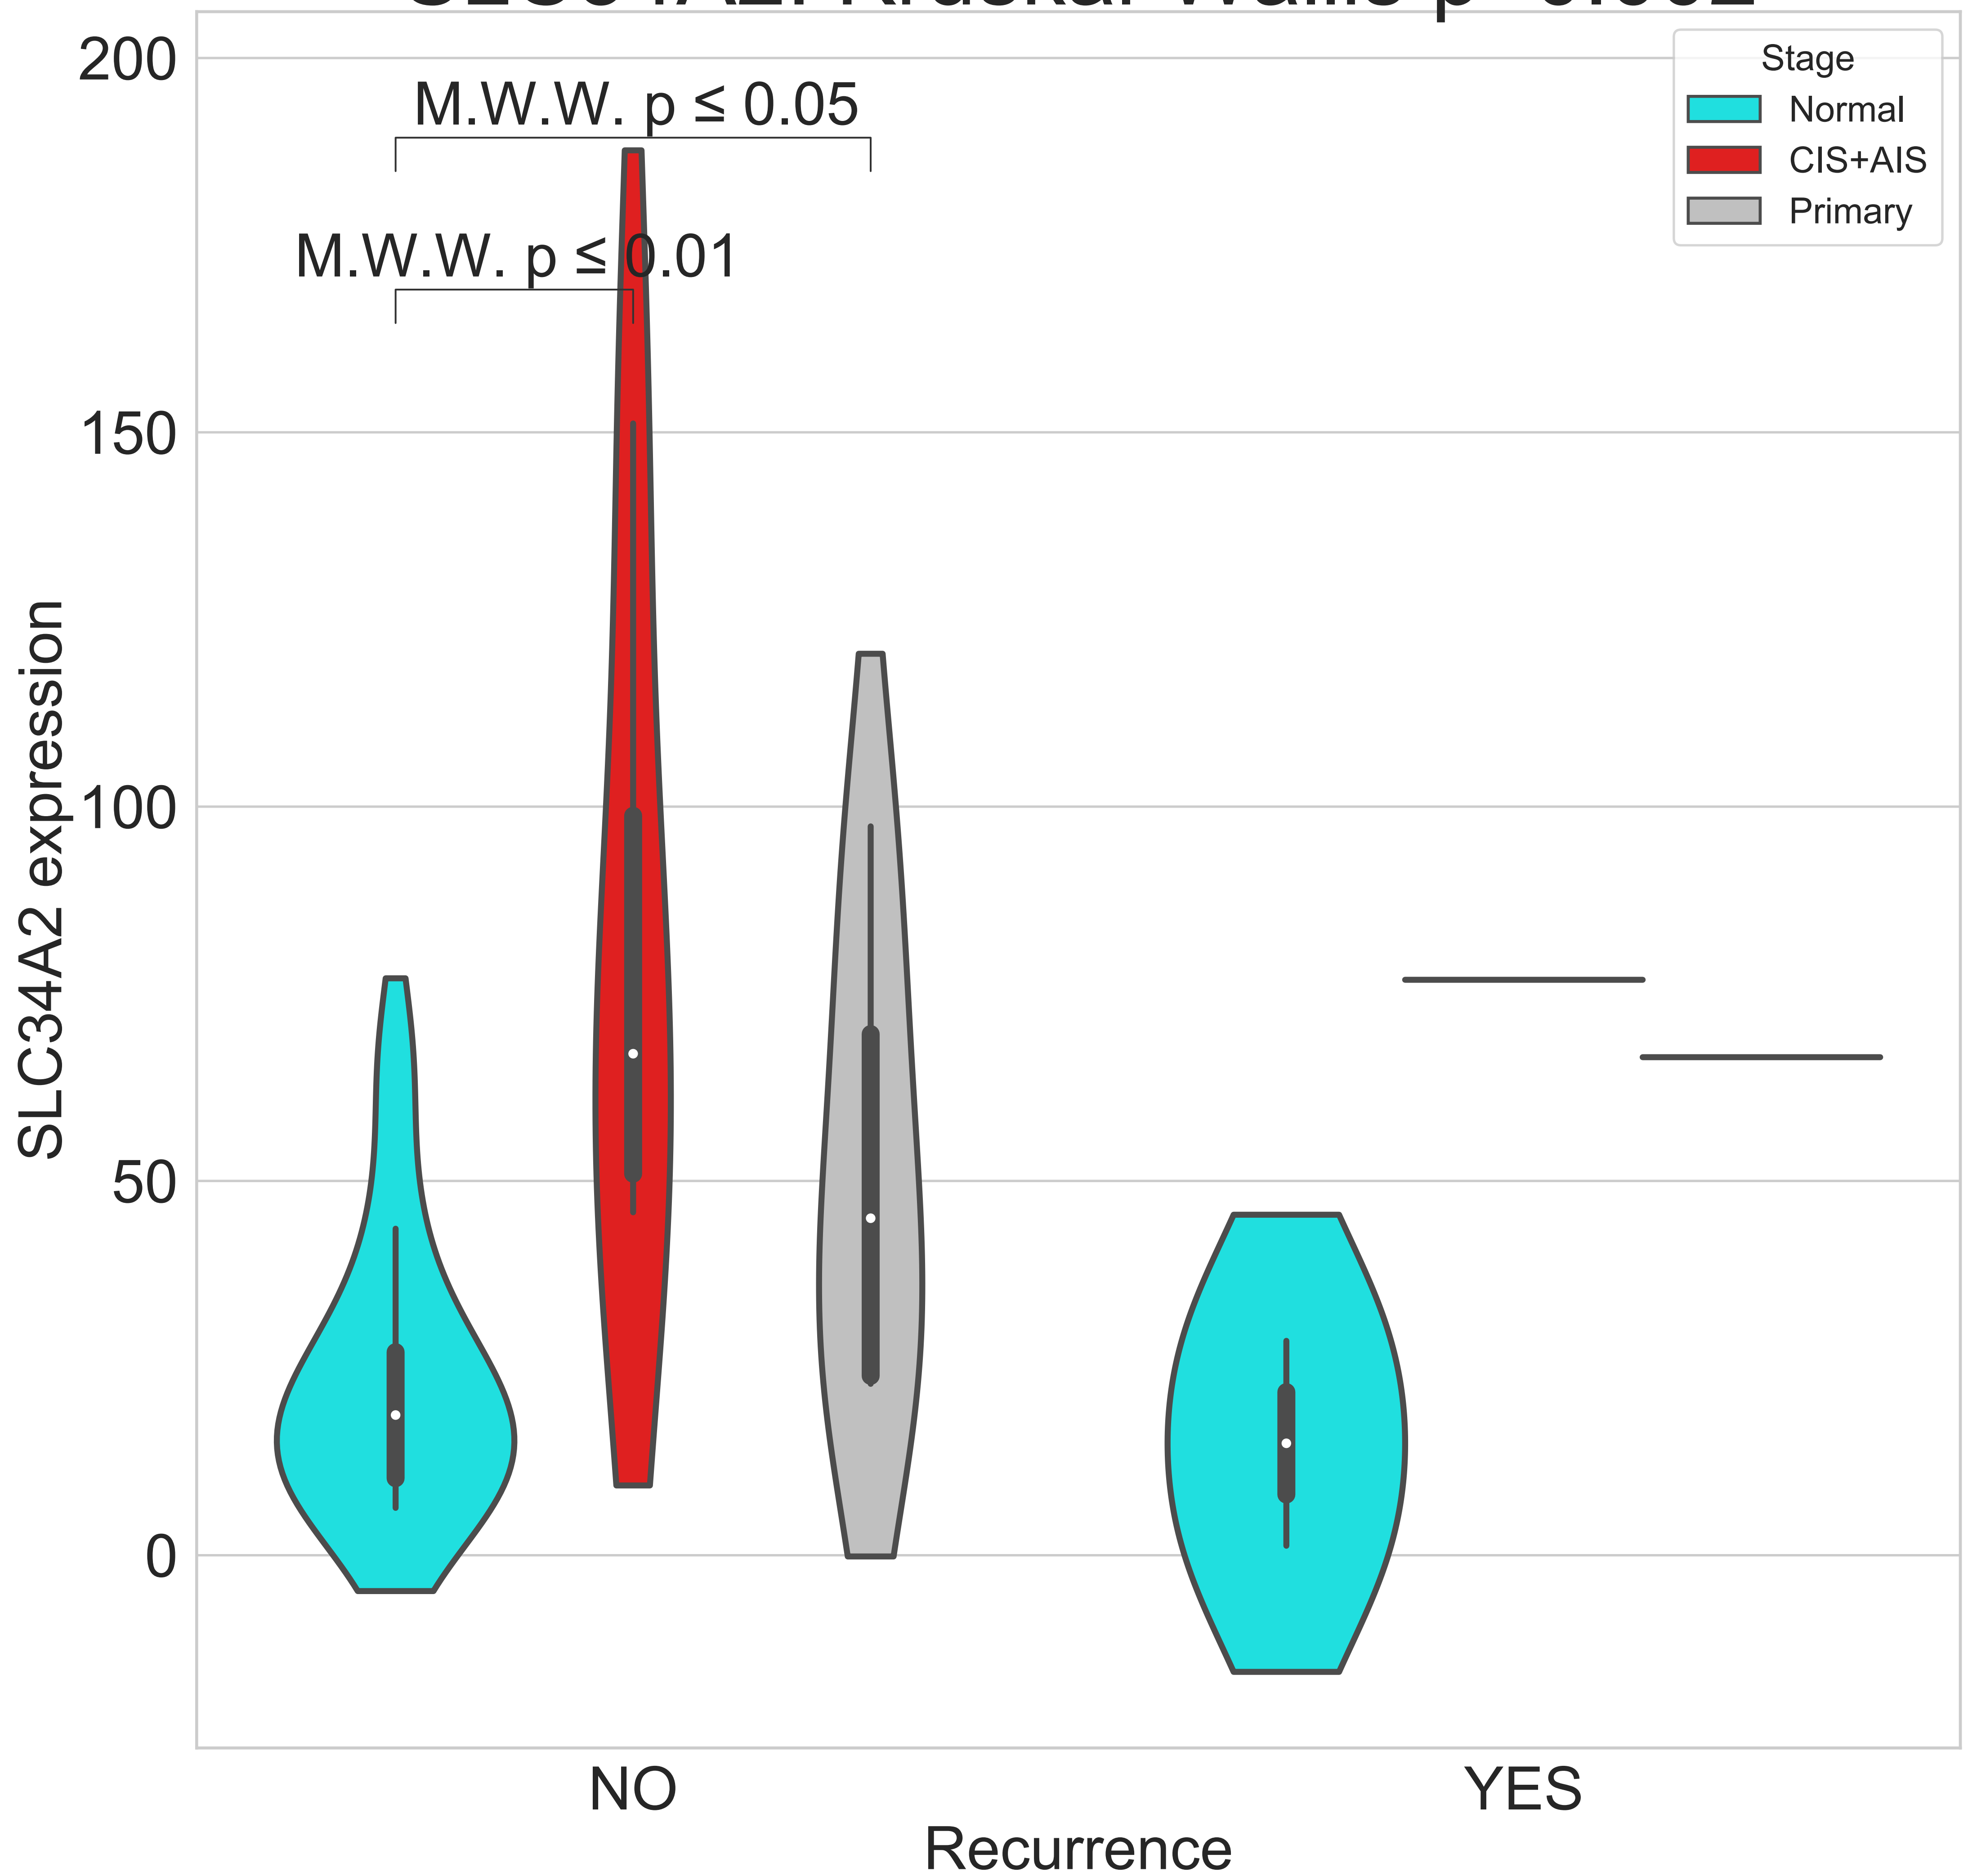 200
M.W.W. p ≤ 0.05
M.W.W. p ≤ 0.01
Stage
Normal
CIS+AIS
Primary
150
100
50
0
SLC34A2 expression
NO
YES
Recurrence